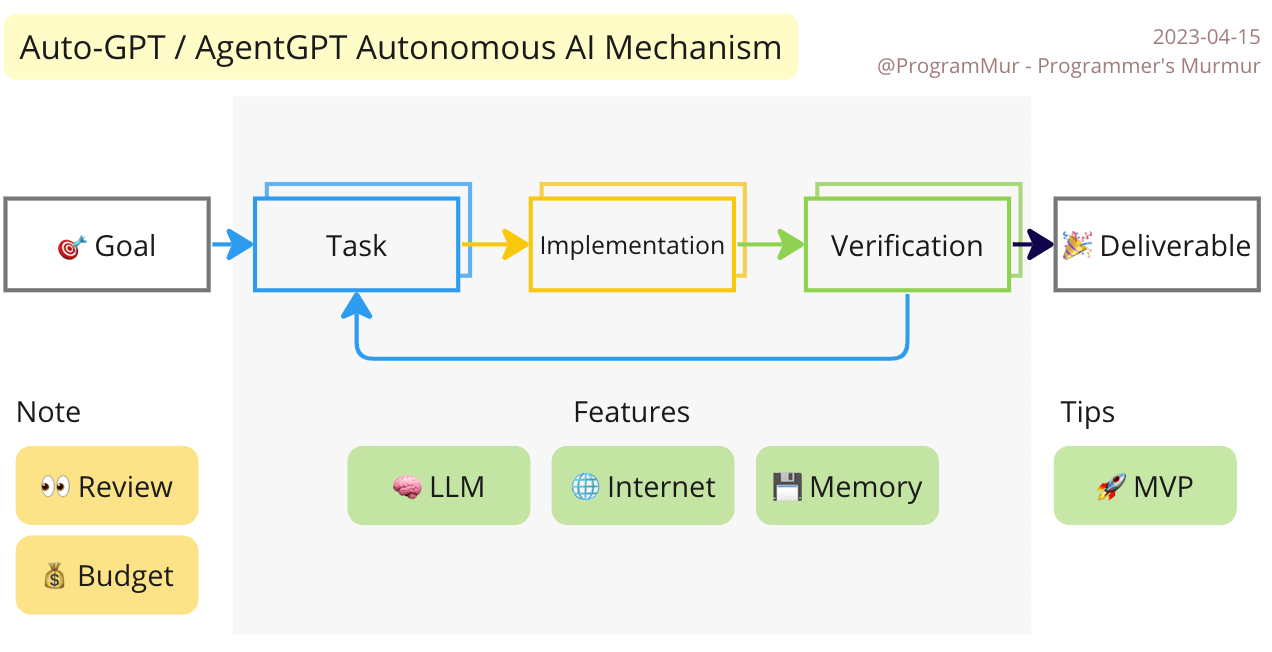 Auto-GPT / AgentGPT Autonomous AI Mechanism
2023-04-15
@ProgramMur - Programmer's Murmur
🎯 Goal
Task
Implementation
Verification
🎉 Deliverable
Note
Features
Tips
👀 Review
🧠 LLM
🌐 Internet
💾 Memory
🚀 MVP
💰 Budget